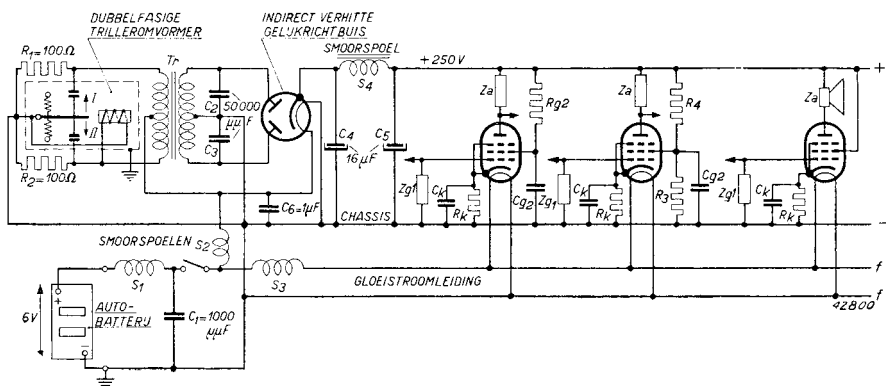 DUBBELFASIGE
TRILLEROMVORMER
INDIRECT VERHITTE
GELIJKRICHTBUIS
R1=100Ω
Tr
SMOORSPOEL
S4
+250V
+
I
II
C2
50000
μμF
C3
C4
16μF
C5
Za
Rg2
Za
R4
Za
R2=100Ω
C6=1μF
CHASSIS
Zg1
Ck
Rk
Cg2
Zg1
Ck
Rk
R3
Cg2
Zg1
Ck
Rk
−
SMOORSPOELEN
S2
S1
S3
GLOEISTROOMLEIDING
f
f
6V
+
AUTO-
BATTERIJ
−
C1=1000
μμF
42800